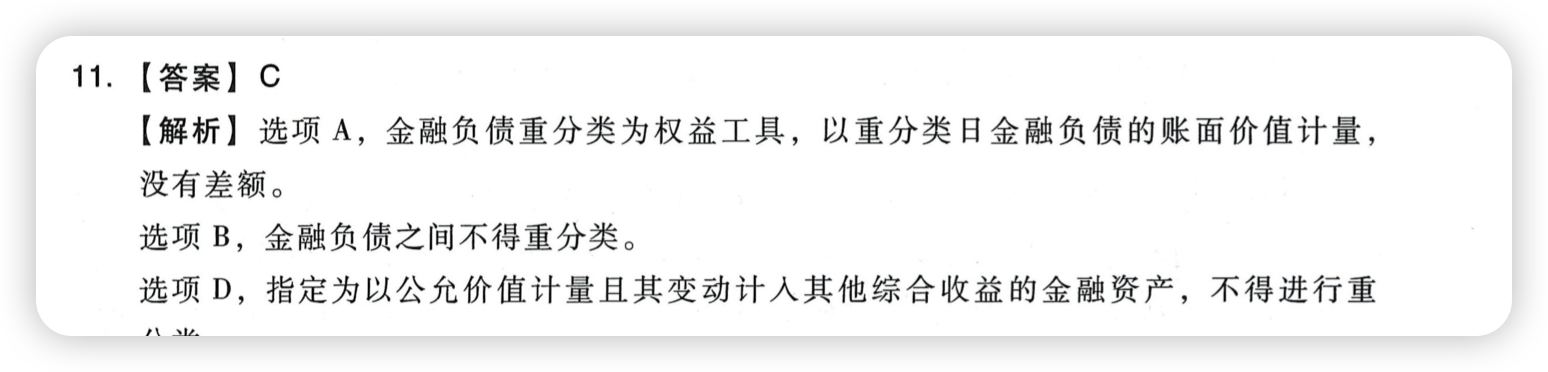 11. 【答案】C
【解析】选项 A，金融负债重分类为权益工具，以重分类日金融负债的账面价值计量，
没有差额。
选项 B，金融负债之间不得重分类。
选项 D，指定为以公允价值计量且其变动计入其他综合收益的金融资产，不得进行重